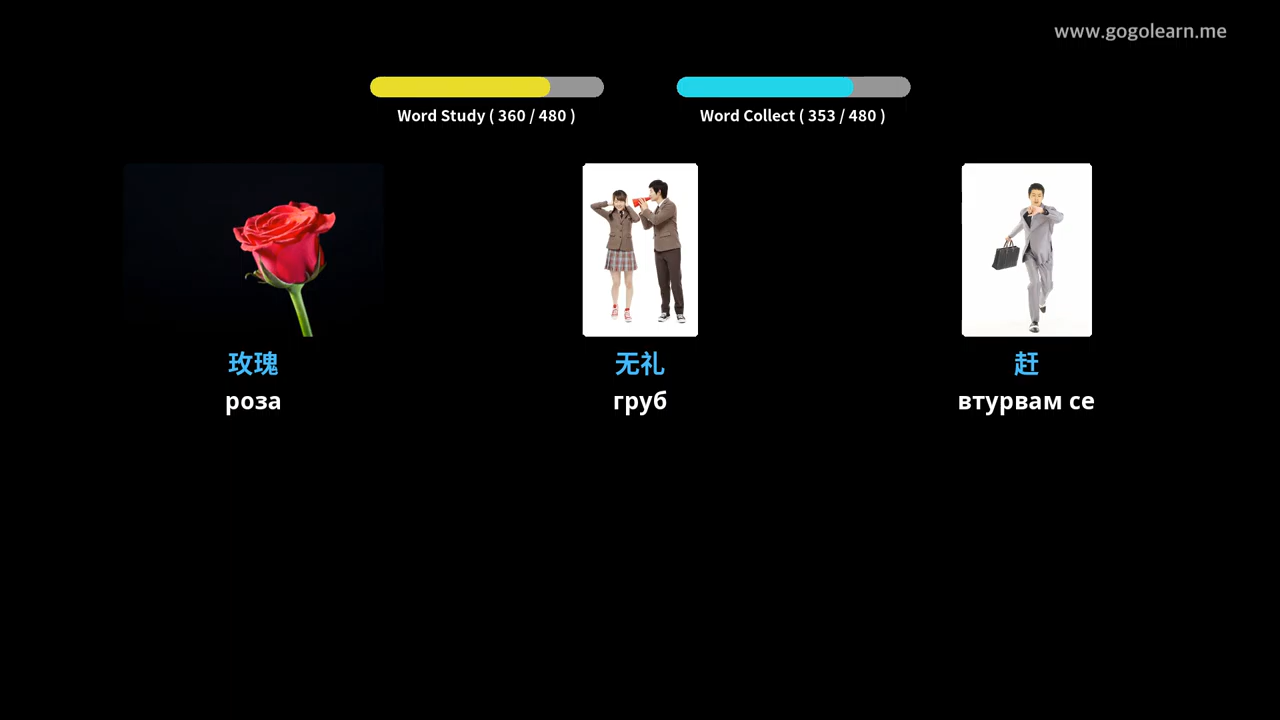 www.gogolearn.me
Word Study ( 360 / 480 )
Word Collect ( 353 / 480 )
玫瑰
роза
无礼
груб
赶
втурвам се